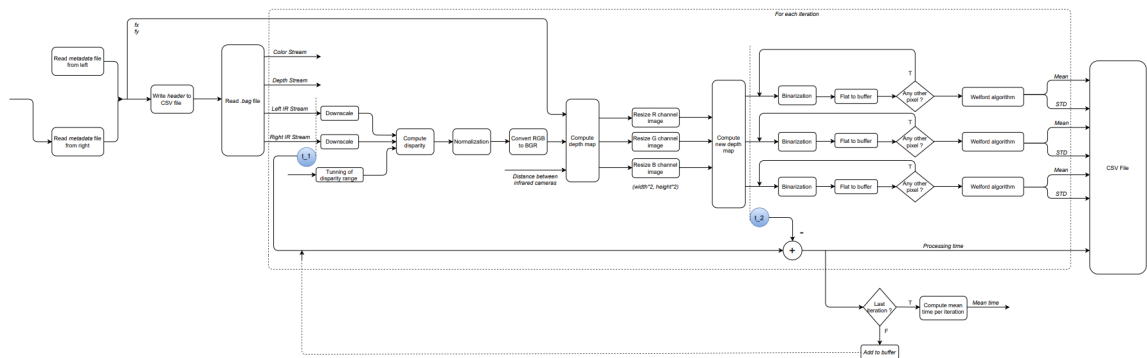 For each iteration
fx
fy
Read metadata file
from left
Read metadata file
from right
Write header to
CSV file
Read .bag file
Color Stream
Depth Stream
Left IR Stream
Right IR Stream
t_1
Downscale
Downscale
Tunning of
disparity range
Compute
disparity
Normalization
Convert RGB
to BGR
Distance between
infrared cameras
Compute
depth map
Resize R channel
image
Resize G channel
image
Resize B channel
image
(width*2, height*2)
Compute
new depth
map
t_2
Binarization
Flat to buffer
Any other
pixel ?
T
Welford algorithm
Mean
STD
Binarization
Flat to buffer
Any other
pixel ?
T
Welford algorithm
Mean
STD
Binarization
Flat to buffer
Any other
pixel ?
T
Welford algorithm
Mean
STD
CSV File
-
+
Processing time
Last
iteration ?
T
Compute mean
time per iteration
Mean time
F
Add to buffer